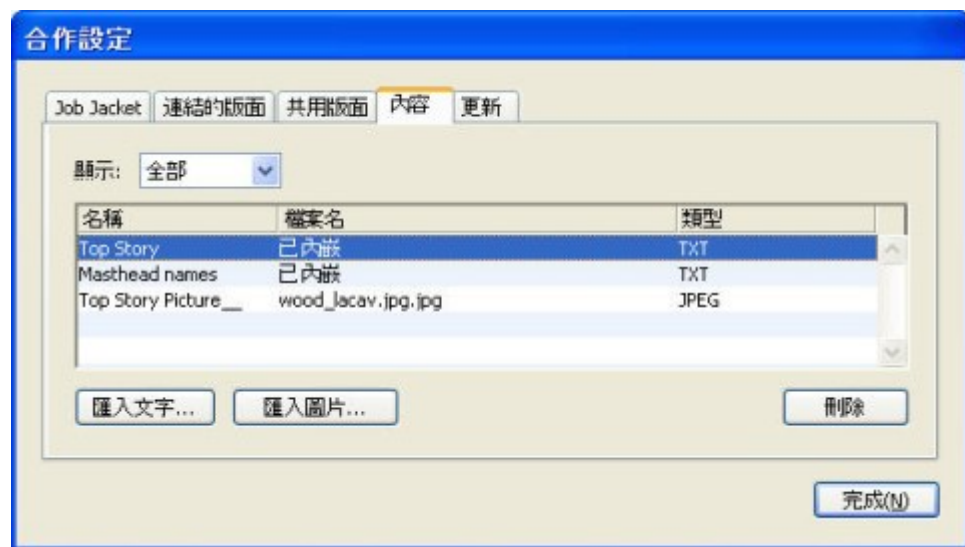 合作設定
Job Jacket 連結的版面 共用版面 內容 更新
顯示: 全部
名稱 檔案名 類型
Top Story 已內嵌 TXT
Masthead names 已內嵌 TXT
Top Story Picture__ wood_lacav.jpg.jpg JPEG
匯入文字... 匯入圖片... 刪除
完成(N)